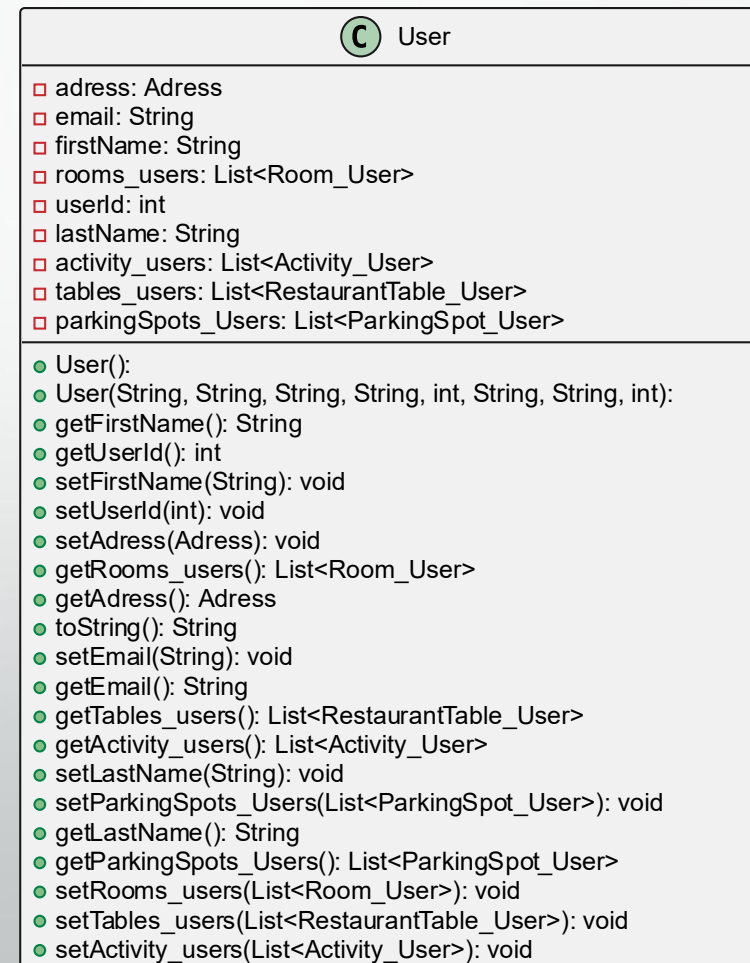 C User
adress: Adress
email: String
firstName: String
rooms_users: List<Room_User>
userId: int
lastName: String
activity_users: List<Activity_User>
tables_users: List<RestaurantTable_User>
parkingSpots_Users: List<ParkingSpot_User>
User():
User(String, String, String, String, int, String, String, int):
getFirstName(): String
getUserId(): int
setFirstName(String): void
setUserId(int): void
setAdress(Adress): void
getRooms_users(): List<Room_User>
getAdress(): Adress
toString(): String
setEmail(String): void
getEmail(): String
getTables_users(): List<RestaurantTable_User>
getActivity_users(): List<Activity_User>
setLastName(String): void
setParkingSpots_Users(List<ParkingSpot_User>): void
getLastName(): String
getParkingSpots_Users(): List<ParkingSpot_User>
setRooms_users(List<Room_User>): void
setTables_users(List<RestaurantTable_User>): void
setActivity_users(List<Activity_User>): void